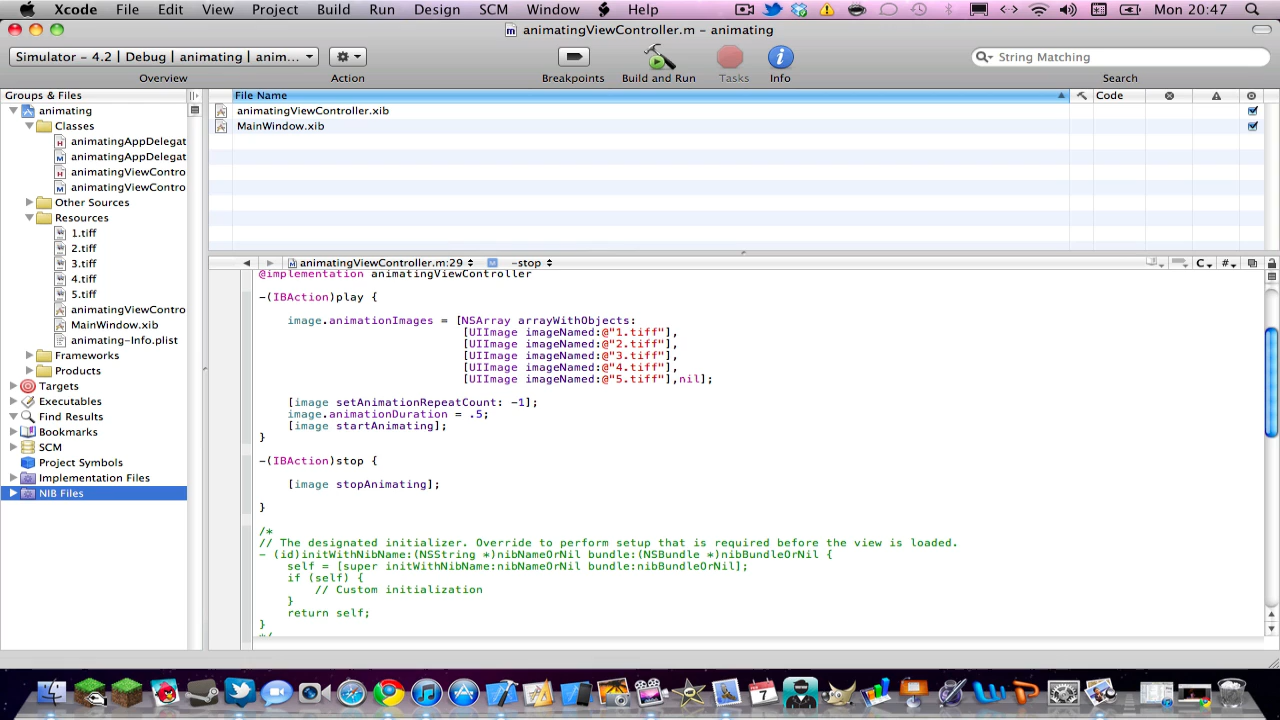 Xcode File Edit View Project Build Run Design SCM Window Help Mon 20:47
animatingViewController.m – animating
Simulator – 4.2 | Debug | animating | anim... String Matching
Overview Action Breakpoints Build and Run Tasks Info Search
Groups & Files File Name Code
animating
Classes
animatingAppDelegat
animatingAppDelegat
animatingViewContro
animatingViewContro
Other Sources
Resources
1.tiff
2.tiff
3.tiff
4.tiff
5.tiff
animatingViewContro
MainWindow.xib
animating-Info.plist
Frameworks
Products
Targets
Executables
Find Results
Bookmarks
SCM
Project Symbols
Implementation Files
NIB Files
animatingViewController.xib
MainWindow.xib
animatingViewController.m:29 -stop C #
@implementation animatingViewController
-(IBAction)play {
image.animationImages = [NSArray arrayWithObjects:
[UIImage imageNamed:@"1.tiff"],
[UIImage imageNamed:@"2.tiff"],
[UIImage imageNamed:@"3.tiff"],
[UIImage imageNamed:@"4.tiff"],
[UIImage imageNamed:@"5.tiff"],nil];
[image setAnimationRepeatCount: -1];
image.animationDuration = .5;
[image startAnimating];
}
-(IBAction)stop {
[image stopAnimating];
}
/*
// The designated initializer. Override to perform setup that is required before the view is loaded.
- (id)initWithNibName:(NSString *)nibNameOrNil bundle:(NSBundle *)nibBundleOrNil {
self = [super initWithNibName:nibNameOrNil bundle:nibBundleOrNil];
if (self) {
// Custom initialization
}
return self;
}
*/
7